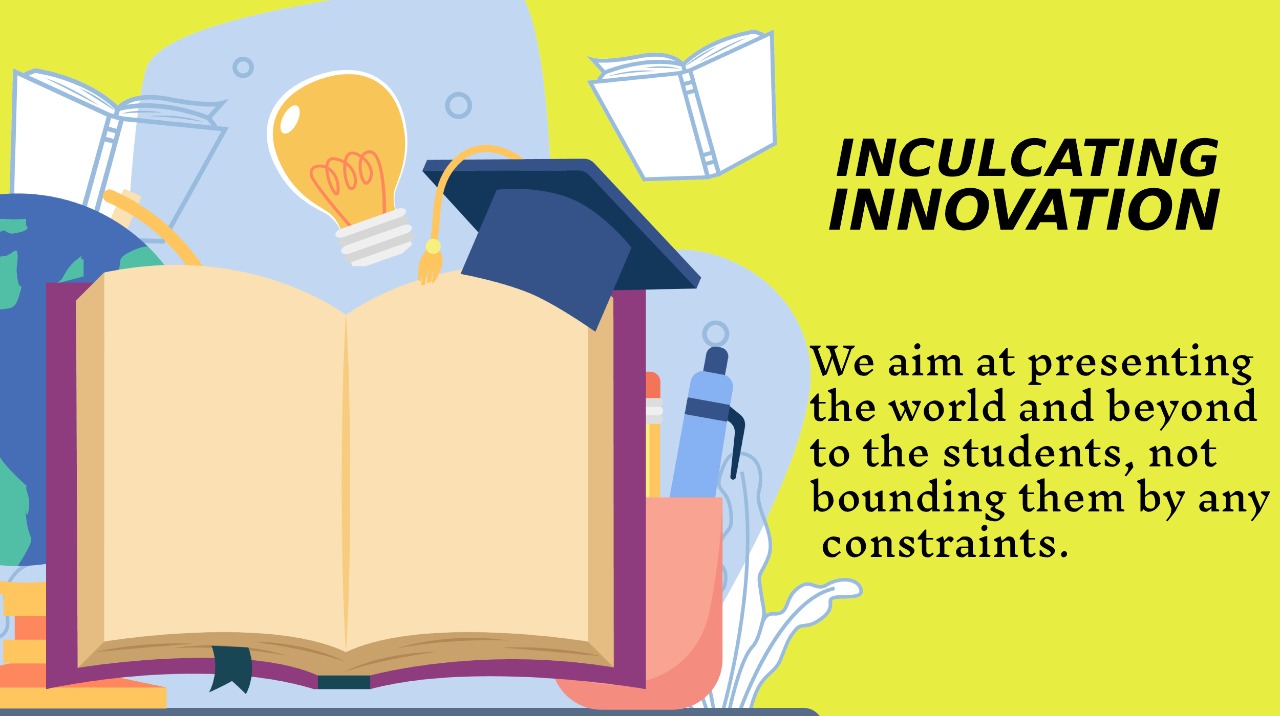 INCULCATING
INNOVATION
We aim at presenting
the world and beyond
to the students, not
bounding them by any
constraints.